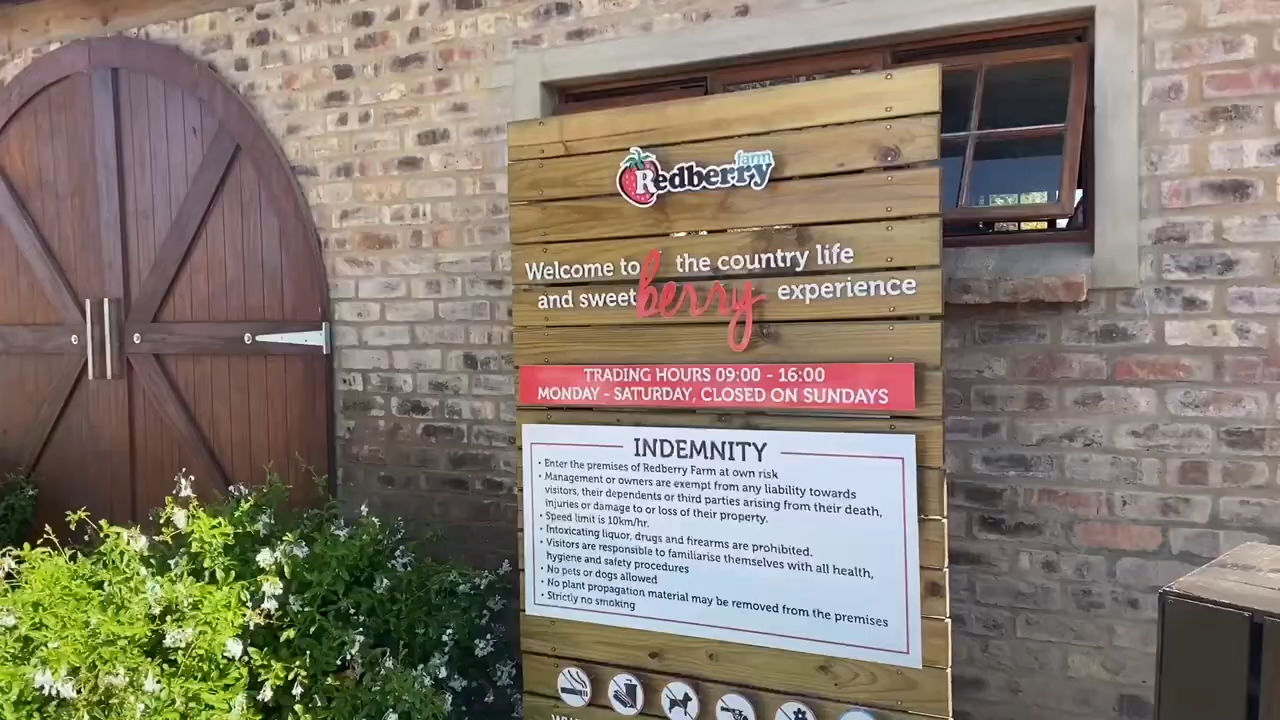 Redberry farm
Welcome to the country life
and sweet berry experience
TRADING HOURS 09:00 - 16:00
MONDAY - SATURDAY, CLOSED ON SUNDAYS
INDEMNITY
• Enter the premises of Redberry Farm at own risk
• Management or owners are exempt from any liability towards
visitors, their dependents or third parties arising from their death,
injuries or damage to or loss of their property.
• Speed limit is 10km/hr.
• Intoxicating liquor, drugs and firearms are prohibited.
• Visitors are responsible to familiarise themselves with all health,
hygiene and safety procedures
• No pets or dogs allowed
• No plant propagation material may be removed from the premises
• Strictly no smoking